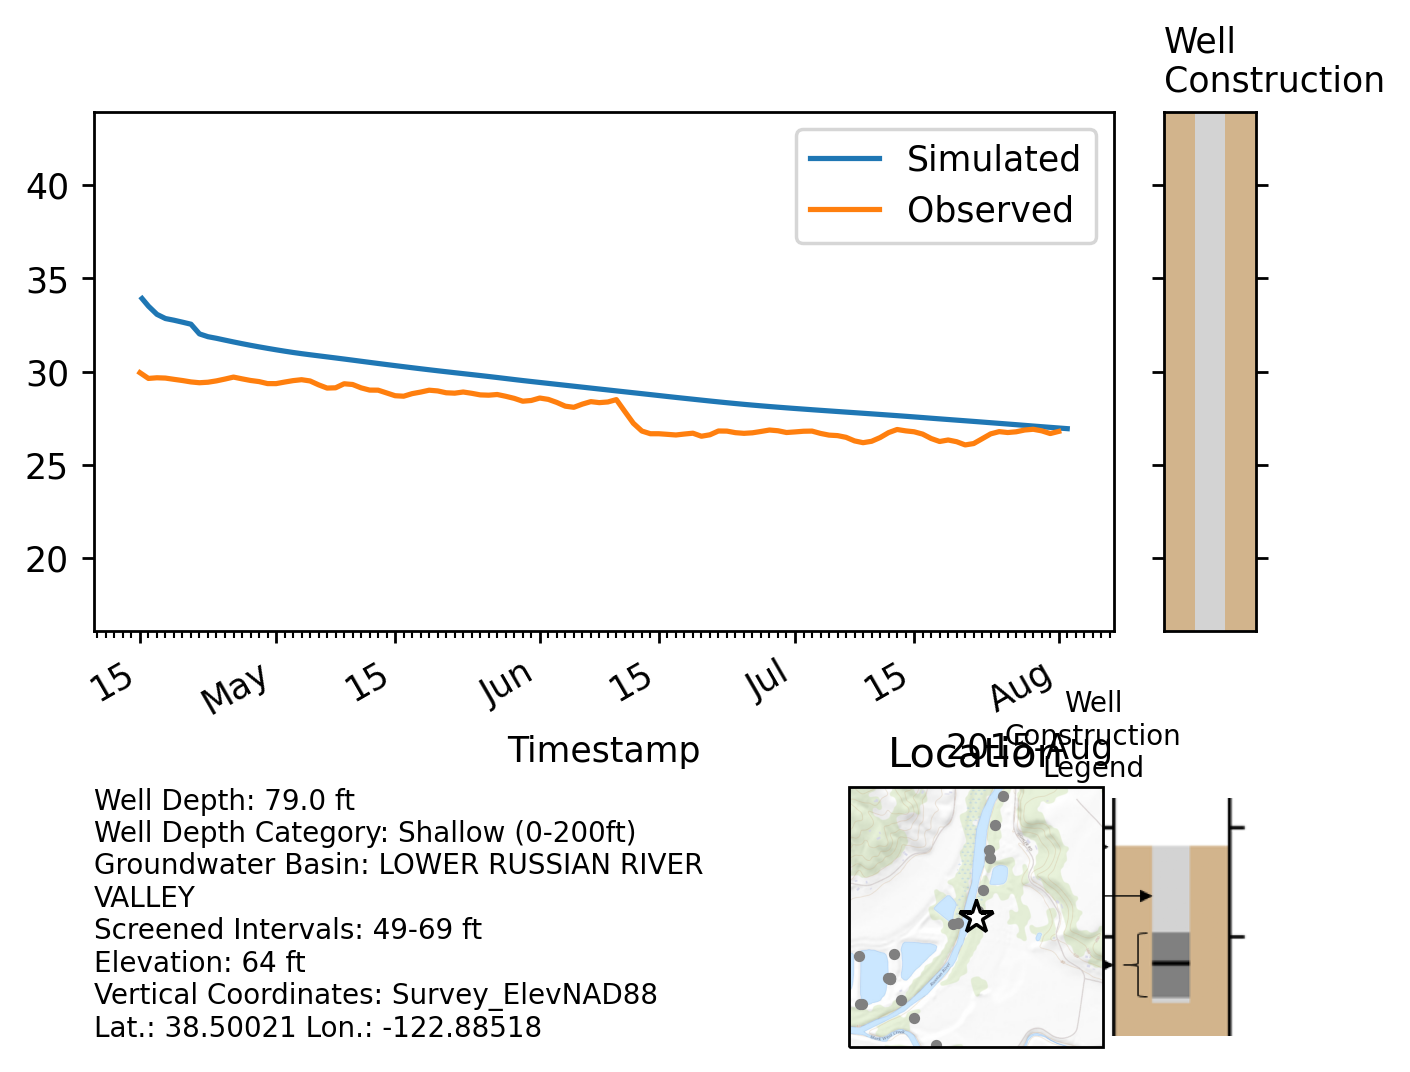 Well
Construction
Simulated
Observed
40
35
30
25
20
15
May
15
Jun
15
Jul
15
Aug
Timestamp
2015-Aug
Location
Well
Construction
Legend
Well Depth: 79.0 ft
Well Depth Category: Shallow (0-200ft)
Groundwater Basin: LOWER RUSSIAN RIVER
VALLEY
Screened Intervals: 49-69 ft
Elevation: 64 ft
Vertical Coordinates: Survey_ElevNAD88
Lat.: 38.50021 Lon.: -122.88518